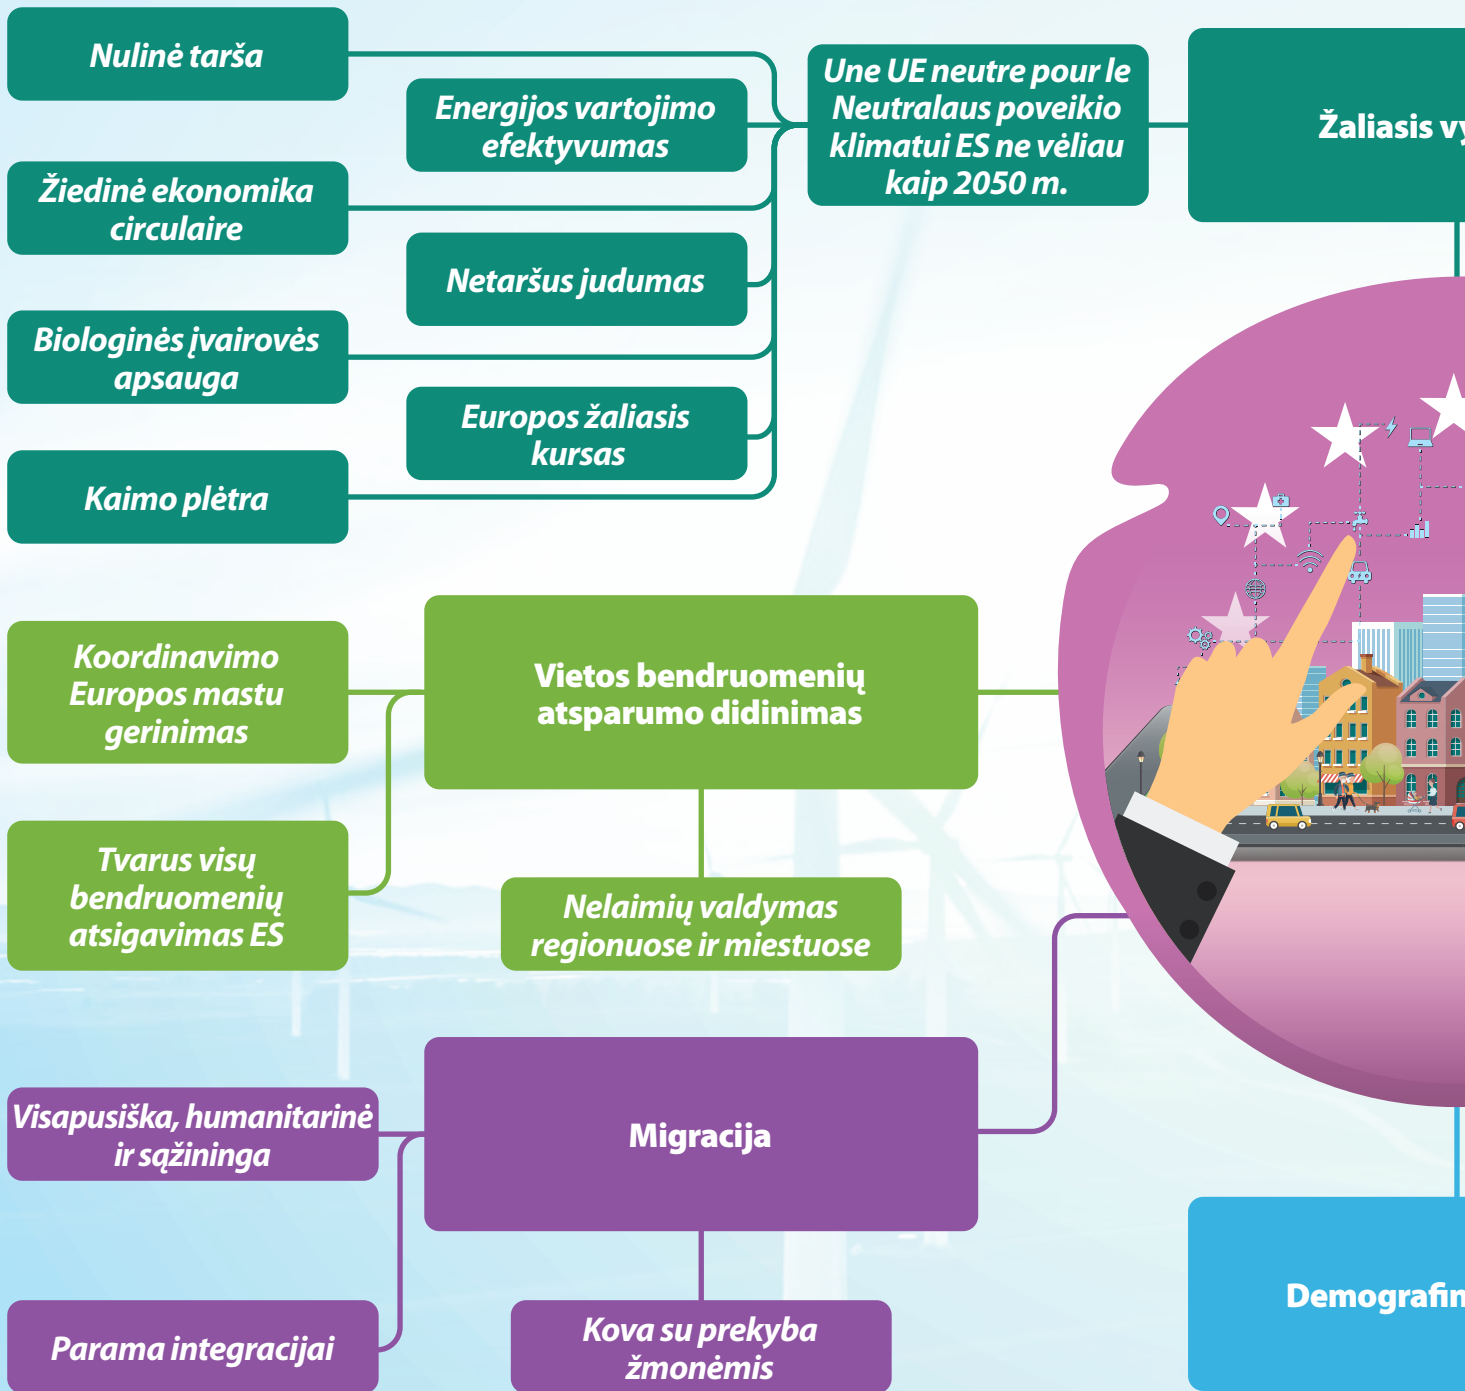 Nulinė tarša
Energijos vartojimo
efektyvumas
Žiedinė ekonomika
circulaire
Netaršus judumas
Biologinės įvairovės
apsauga
Europos žaliasis
kursas
Kaimo plėtra
Une UE neutre pour le
Neutralaus poveikio
klimatui ES ne vėliau
kaip 2050 m.
Žaliasis vy
Koordinavimo
Europos mastu
gerinimas
Vietos bendruomenių
atsparumo didinimas
Tvarus visų
bendruomenių
atsigavimas ES
Nelaimių valdymas
regionuose ir miestuose
Visapusiška, humanitarinė
ir sąžininga
Migracija
Parama integracijai
Kova su prekyba
žmonėmis
Demografin